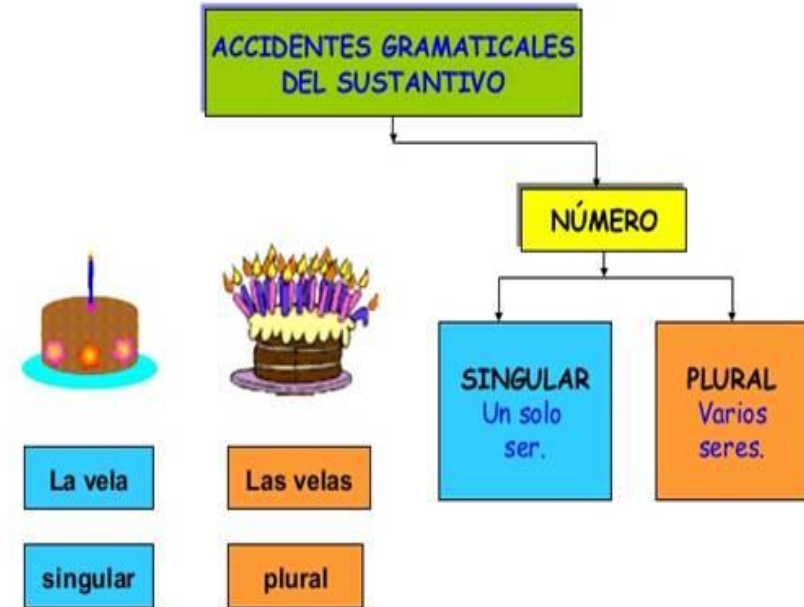 ACCIDENTES GRAMATICALES
DEL SUSTANTIVO
NÚMERO
SINGULAR
Un solo
ser.
PLURAL
Varios
seres.
La vela
Las velas
singular
plural